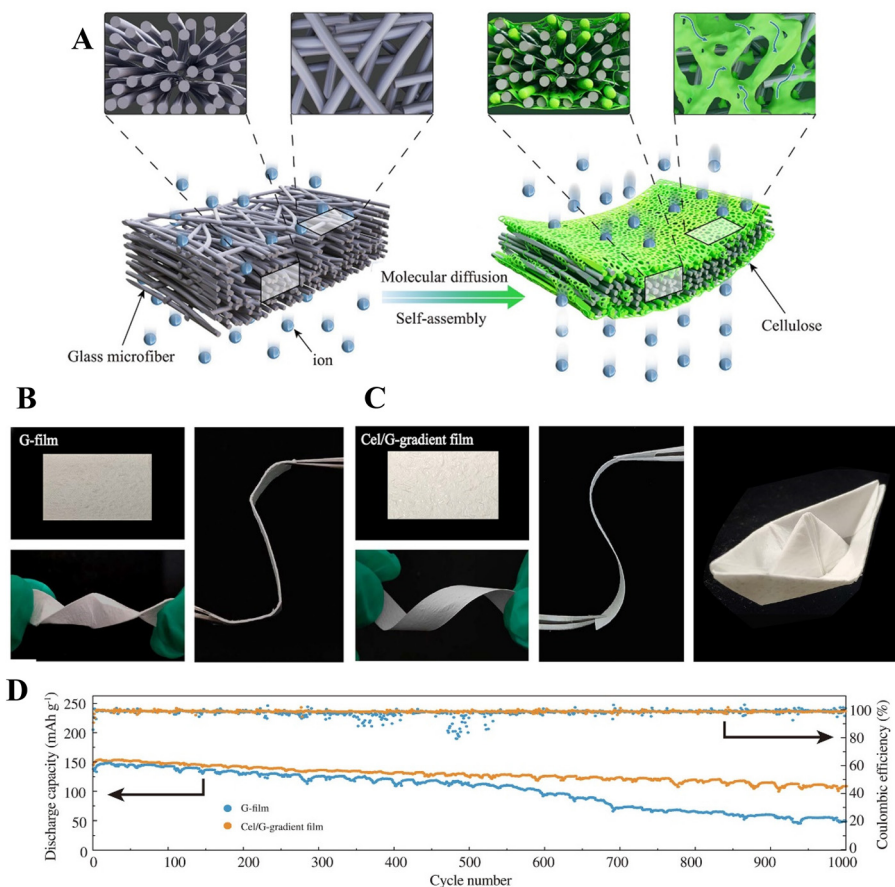 A
Molecular diffusion
Self-assembly
Glass microfiber
ion
Cellulose
B
G-film
C
Cel/G-gradient film
D
Discharge capacity (mAh g⁻¹)
250
200
150
100
50
0
100
80
60
40
20
0
Coulombic efficiency (%)
G-film
Cel/G-gradient film
0 100 200 300 400 500 600 700 800 900 1000
Cycle number